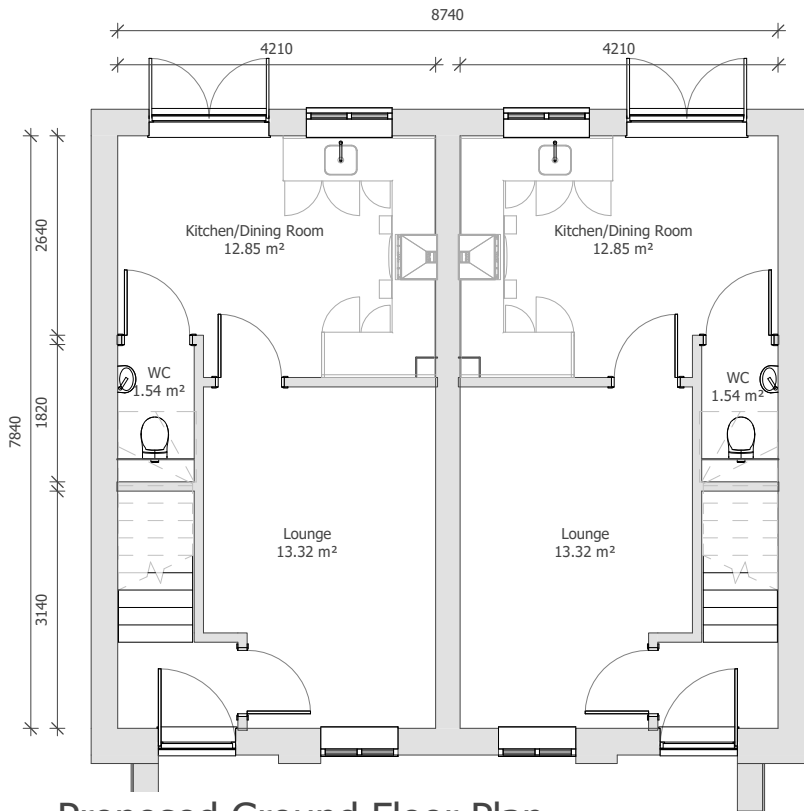 8740
4210
4210
Kitchen/Dining Room
12.85 m²
Kitchen/Dining Room
12.85 m²
2640
WC
1.54 m²
WC
1.54 m²
1820
7840
Lounge
13.32 m²
Lounge
13.32 m²
3140
Proposed Ground Floor Plan